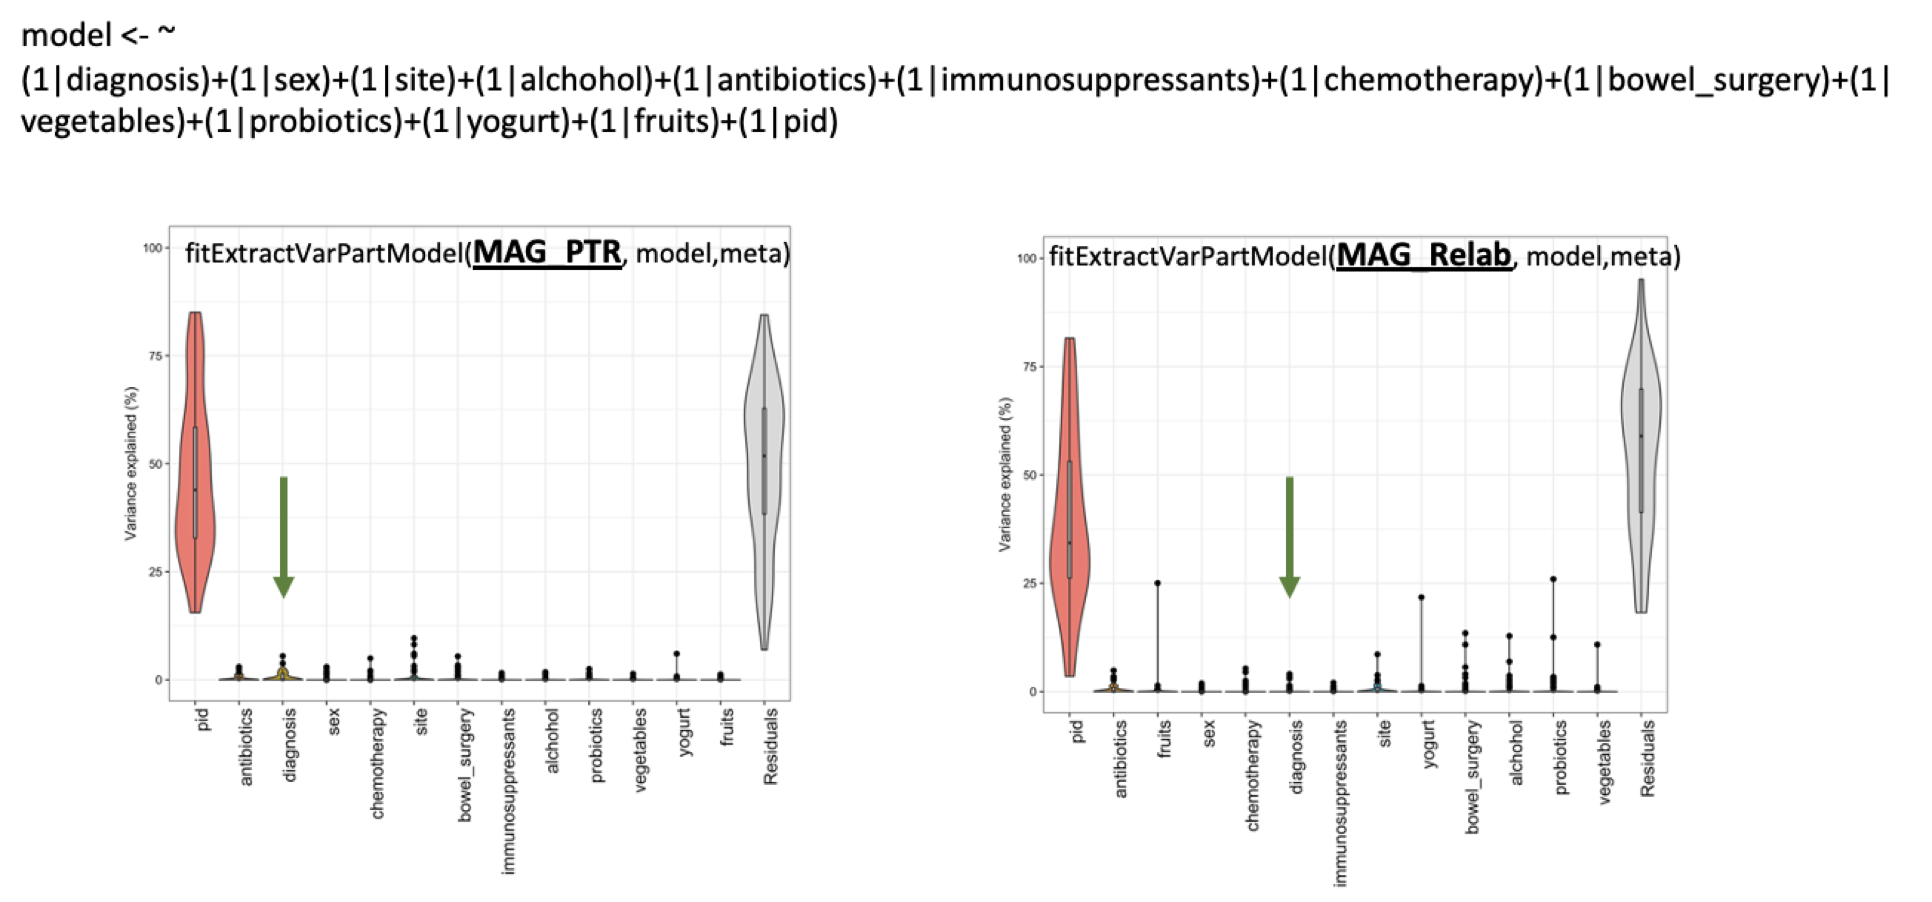 model <- ~
(1|diagnosis)+(1|sex)+(1|site)+(1|alchohol)+(1|antibiotics)+(1|immunosuppressants)+(1|chemotherapy)+(1|bowel_surgery)+(1|
vegetables)+(1|probiotics)+(1|yogurt)+(1|fruits)+(1|pid)
fitExtractVarPartModel(MAG_PTR, model,meta)
Variance explained (%)
100
75
50
25
0
pid
antibiotics
diagnosis
sex
chemotherapy
site
bowel_surgery
immunosuppressants
alchohol
probiotics
vegetables
yogurt
fruits
Residuals
fitExtractVarPartModel(MAG_Relab, model,meta)
Variance explained (%)
100
75
50
25
0
pid
antibiotics
fruits
sex
chemotherapy
diagnosis
immunosuppressants
site
yogurt
bowel_surgery
alchohol
probiotics
vegetables
Residuals